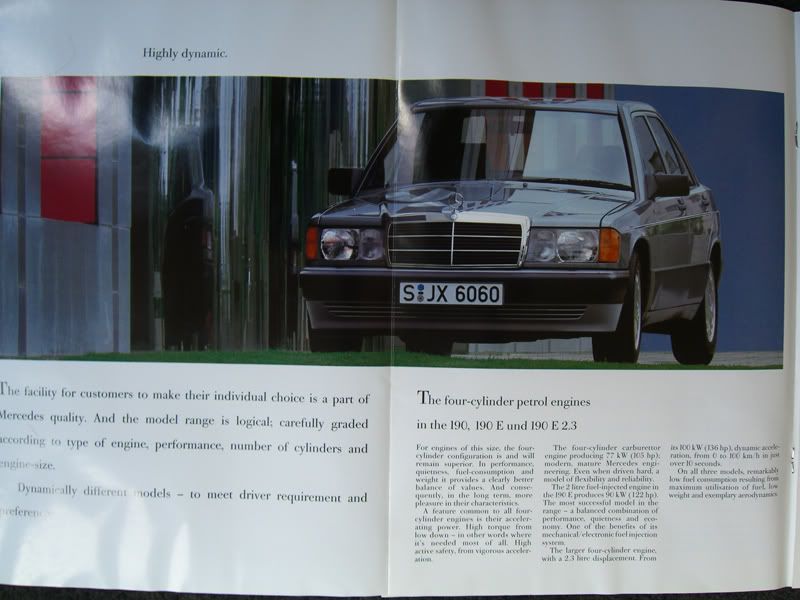 Highly dynamic.
S JX 6060
The facility for customers to make their individual choice is a part of
Mercedes quality. And the model range is logical; carefully graded
according to type of engine, performance, number of cylinders and
engine-size.
Dynamically different models – to meet driver requirement and
preference.
The four-cylinder petrol engines
in the 190, 190 E und 190 E 2.3
For engines of this size, the four-
cylinder configuration is and will
remain superior. In performance,
quietness, fuel-consumption and
weight it provides a clearly better
balance of values. And conse-
quently, in the long term, more
pleasure in their characteristics.
A feature common to all four-
cylinder engines is their acceler-
ating power. High torque from
low down – in other words where
it's needed most of all. High
active safety, from vigorous acceler-
ation.
The four-cylinder carburettor
engine producing 77 kW (105 hp),
modern, mature Mercedes engi-
neering. Even when driven hard, a
model of flexibility and reliability.
The 2 litre fuel-injected engine in
the 190 E produces 90 kW (122 hp).
The most successful model in the
range – a balanced combination of
performance, quietness and eco-
nomy. One of the benefits of its
mechanical/electronic fuel injection
system.
The larger four-cylinder engine,
with a 2.3 litre displacement. From
its 100 kW (136 hp), dynamic accele-
ration, from 0 to 100 km/h in just
over 10 seconds.
On all three models, remarkably
low fuel consumption resulting from
maximum utilisation of fuel, low
weight and exemplary aerodynamics.